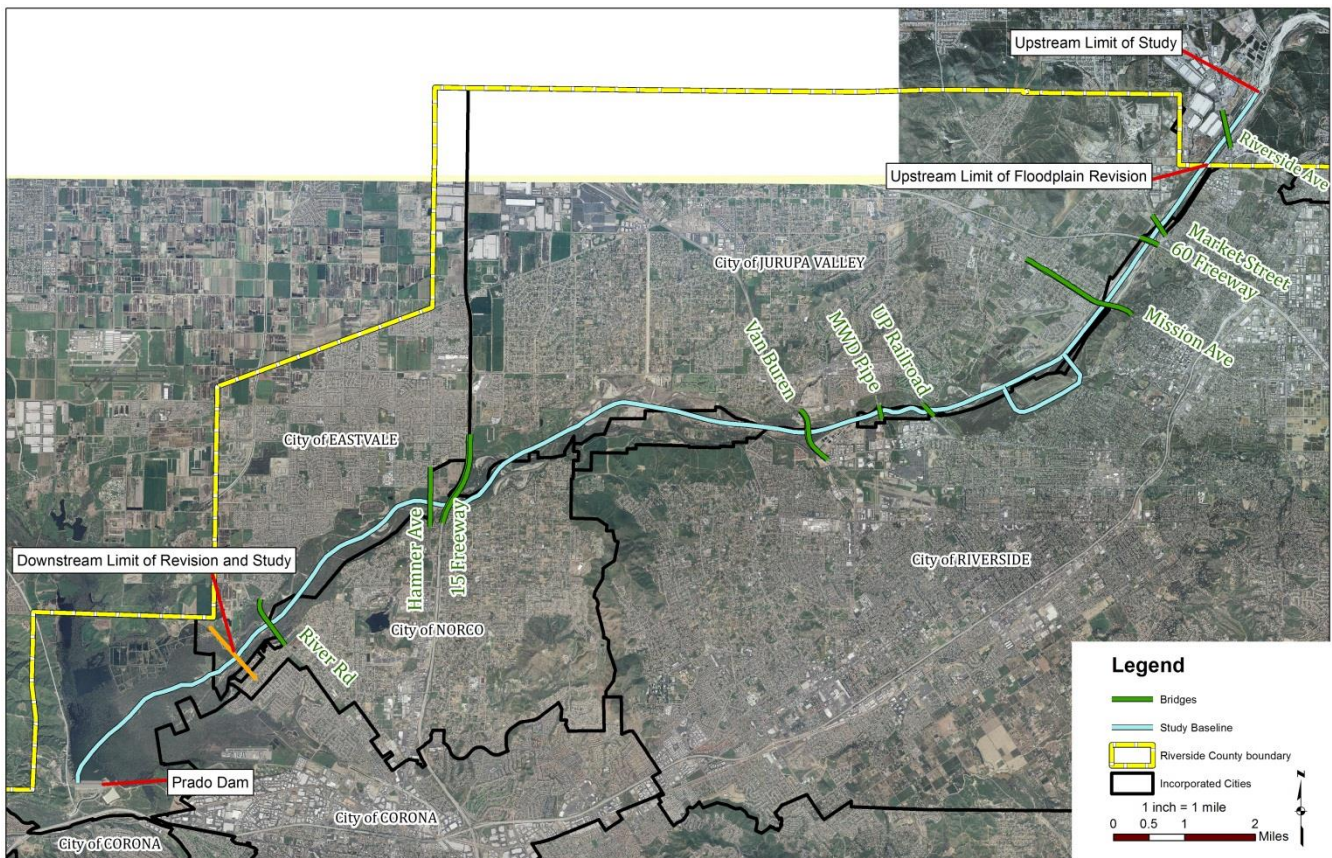 Upstream Limit of Study
Riverside Ave
Upstream Limit of Floodplain Revision
Market Street
60 Freeway
City of JURUPA VALLEY
Mission Ave
UP Railroad
MWD Pipe
Van Buren
City of EASTVALE
Hamner Ave
15 Freeway
Downstream Limit of Revision and Study
City of RIVERSIDE
City of NORCO
River Rd
Prado Dam
City of CORONA
City of CORONA
Legend
Bridges
Study Baseline
Riverside County boundary
Incorporated Cities
1 inch = 1 mile
0 0.5 1 2
Miles
N